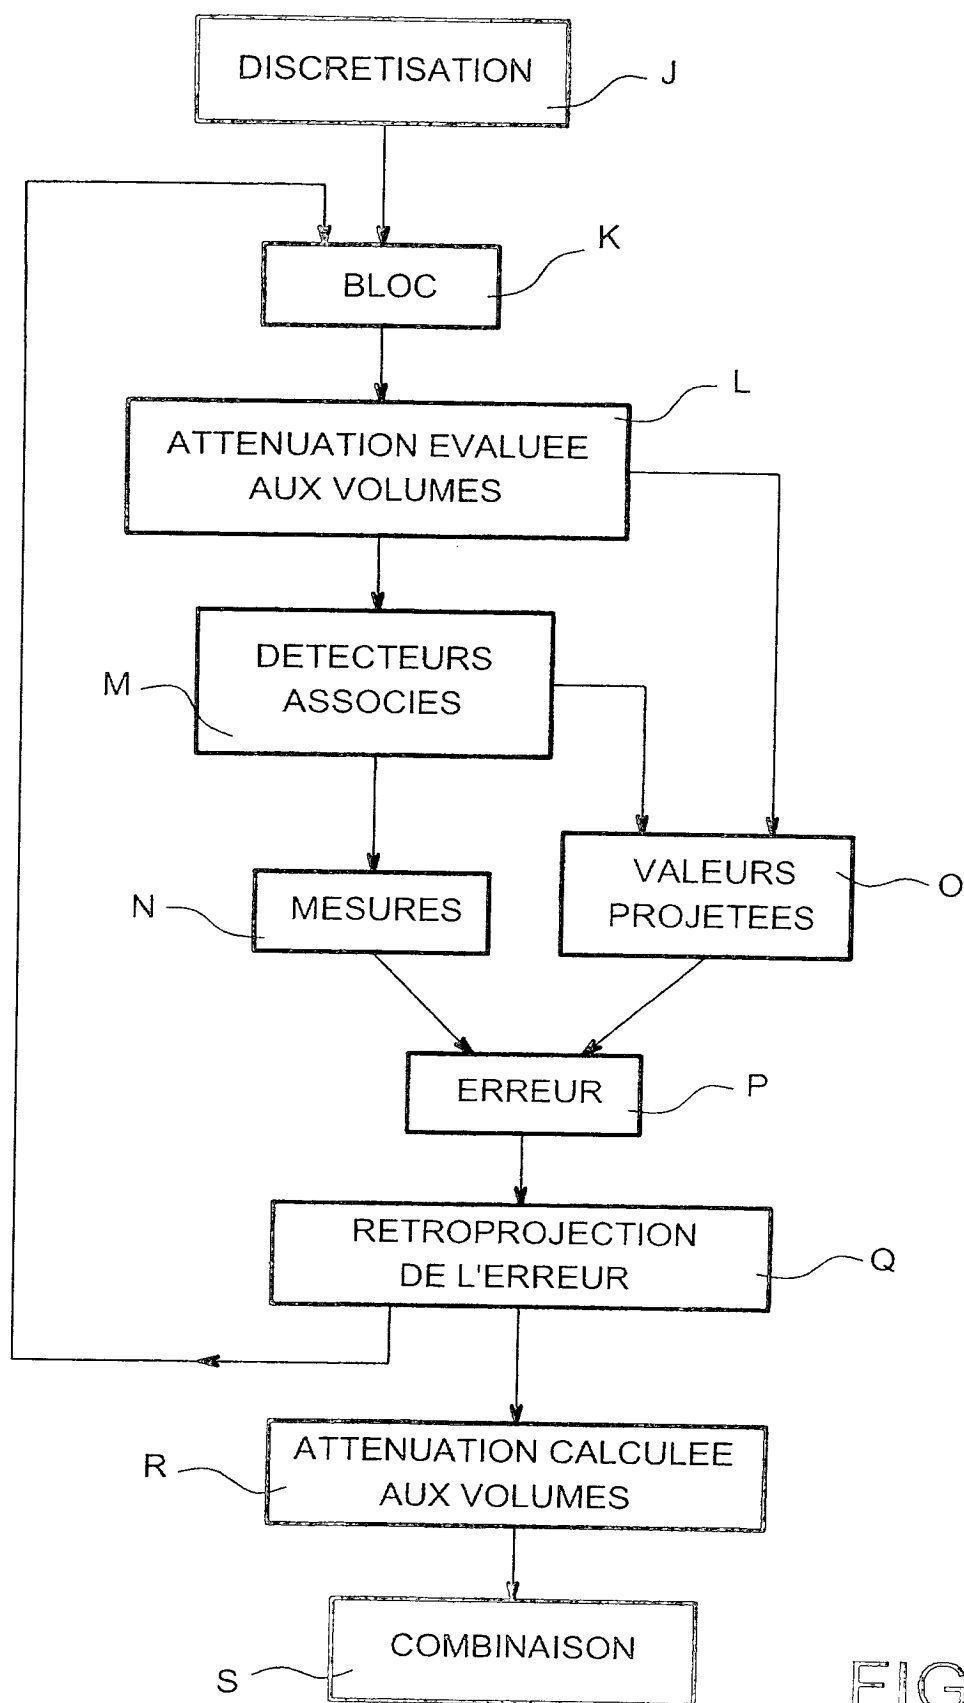 DISCRETISATION
J
K
BLOC
L
ATTENUATION EVALUEE
AUX VOLUMES
DETECTEURS
ASSOCIES
M
VALEURS
PROJETEES
O
N
MESURES
ERREUR
P
RETROPROJECTION
DE L'ERREUR
Q
R
ATTENUATION CALCULEE
AUX VOLUMES
COMBINAISON
S
FIG